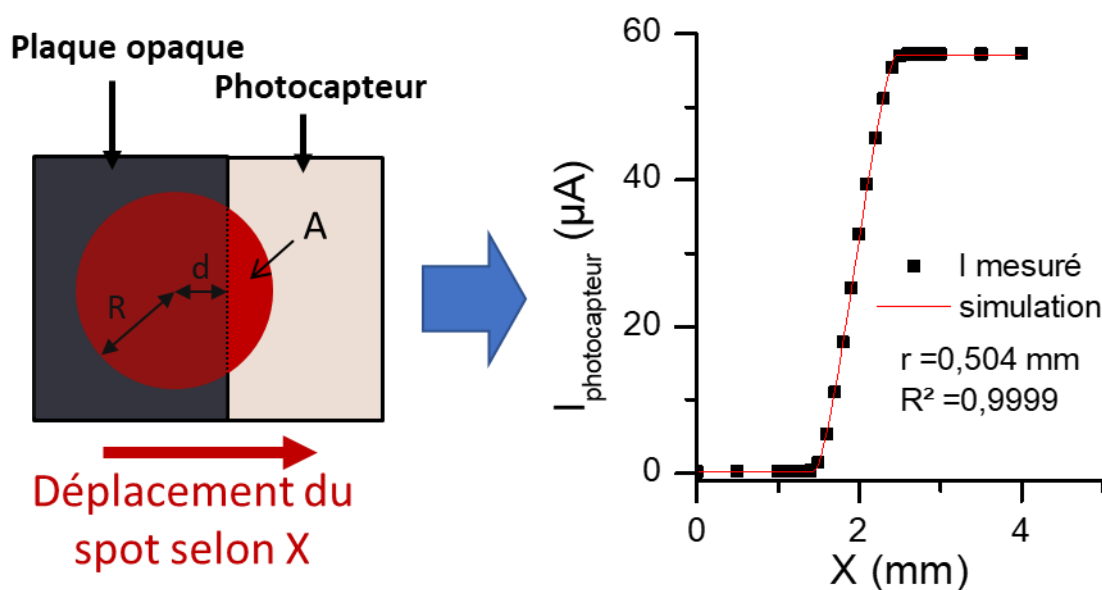 Plaque opaque
Photocapteur
A
d
R
Déplacement du
spot selon X
60
40
20
0
I photocapteur (µA)
I mesuré
simulation
r =0,504 mm
R² =0,9999
0 2 4
X (mm)